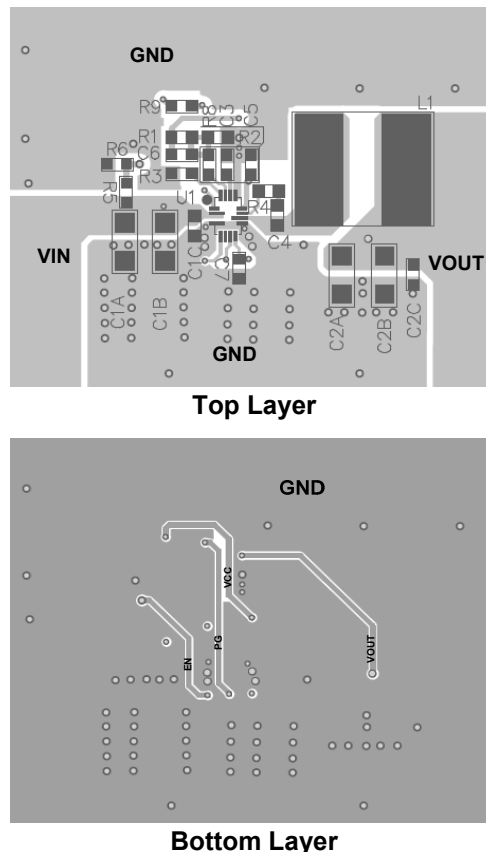 GND
L1
R9
R8
C3
C5
R1
R2
C6
R6
R3
R5
U1
R4
C4
VIN
C1C
VOUT
C7
C1A
C1B
C2A
C2B
C2C
GND
Top Layer
GND
VCC
EN
PG
VOUT
Bottom Layer